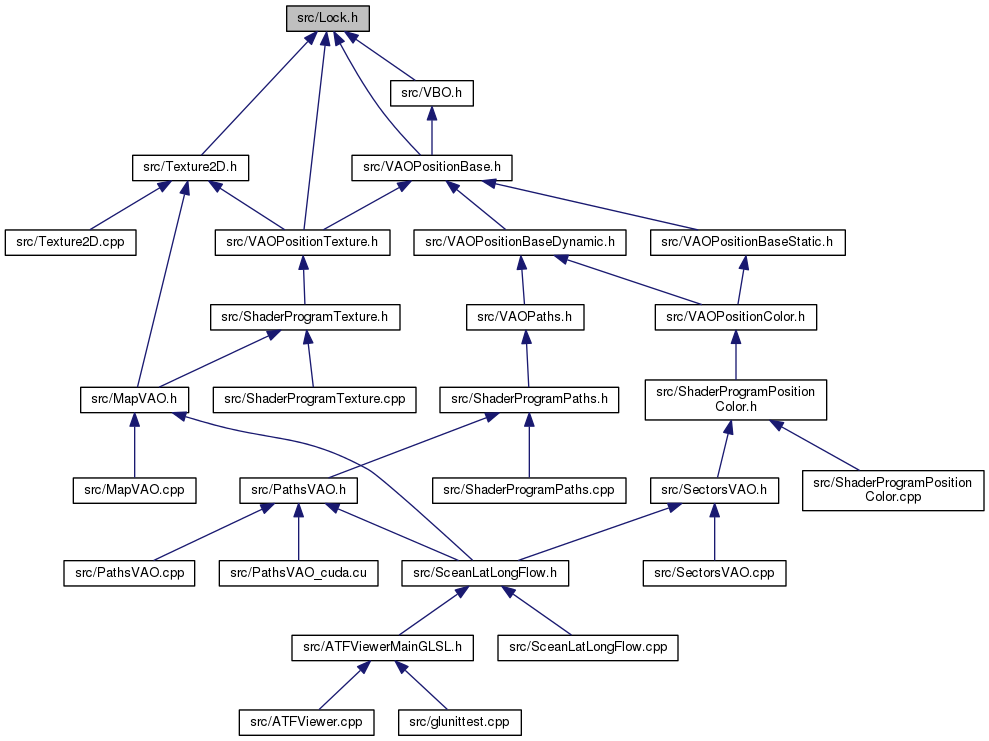 src/Lock.h
src/VBO.h
src/Texture2D.h
src/VAOPositionBase.h
src/Texture2D.cpp
src/VAOPositionTexture.h
src/VAOPositionBaseDynamic.h
src/VAOPositionBaseStatic.h
src/ShaderProgramTexture.h
src/VAOPaths.h
src/VAOPositionColor.h
src/MapVAO.h
src/ShaderProgramTexture.cpp
src/ShaderProgramPaths.h
src/ShaderProgramPosition
Color.h
src/MapVAO.cpp
src/PathsVAO.h
src/ShaderProgramPaths.cpp
src/SectorsVAO.h
src/ShaderProgramPosition
Color.cpp
src/PathsVAO.cpp
src/PathsVAO_cuda.cu
src/SceanLatLongFlow.h
src/SectorsVAO.cpp
src/ATFViewerMainGLSL.h
src/SceanLatLongFlow.cpp
src/ATFViewer.cpp
src/glunittest.cpp